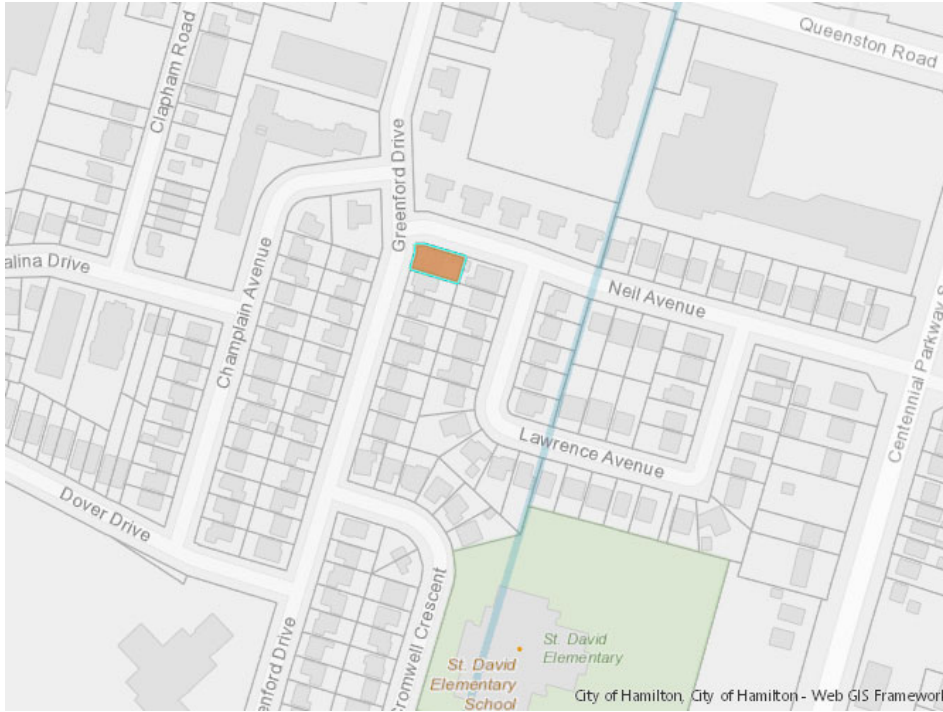 Queenston Road
Clapham Road
Greenford Drive
alina Drive
Champlain Avenue
Neil Avenue
Centennial Parkway S
Lawrence Avenue
Dover Drive
enford Drive
Cromwell Crescent
St. David
Elementary
St. David
Elementary
School
City of Hamilton, City of Hamilton - Web GIS Framework